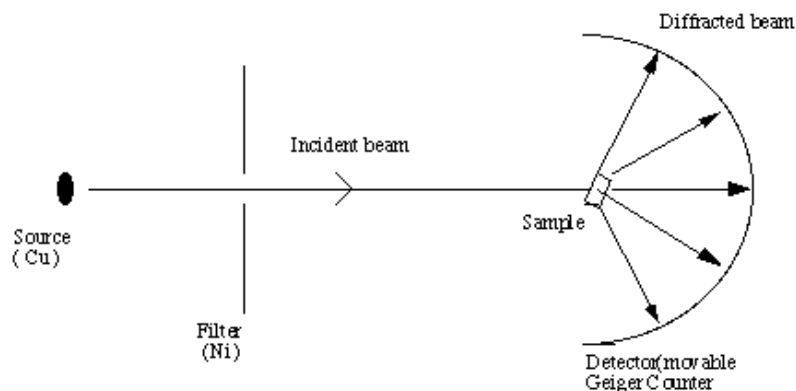 Diffracted beam
Incident beam
Source
( Cu)
Sample
Filter
(Ni)
Detector(movable
Geiger Counter